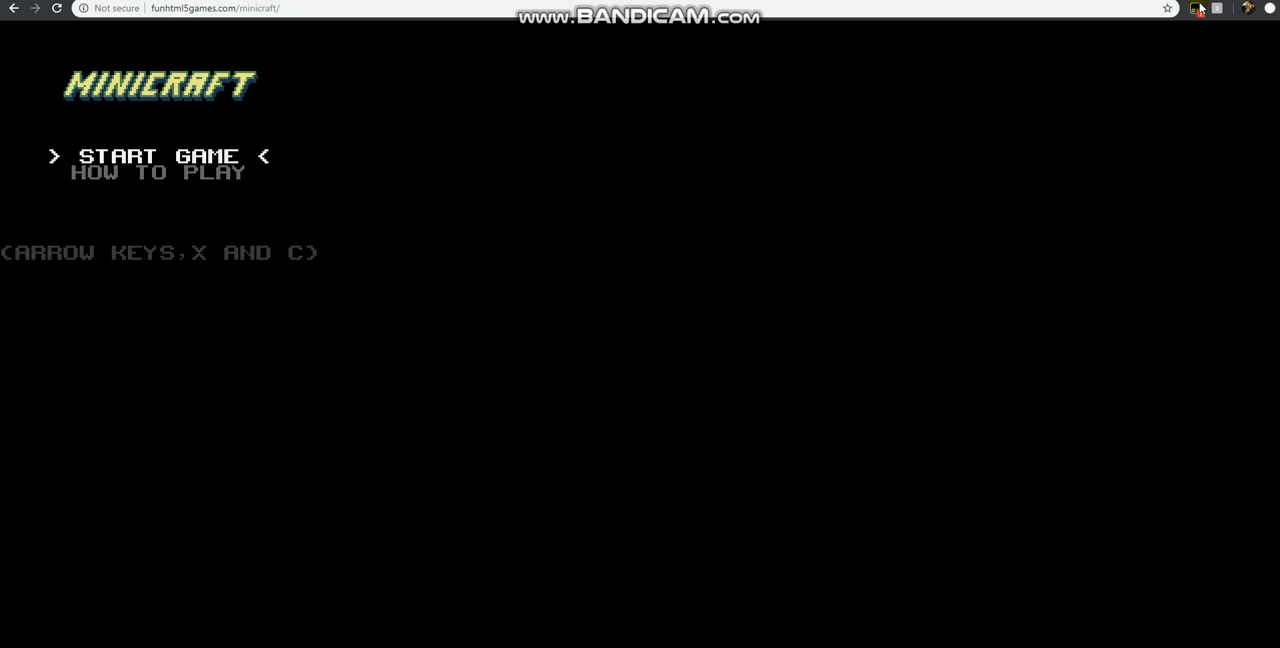 Not secure | funhtml5games.com/minicraft/
www.BANDICAM.com
MINICRAFT
> START GAME <
HOW TO PLAY
(ARROW KEYS,X AND C)